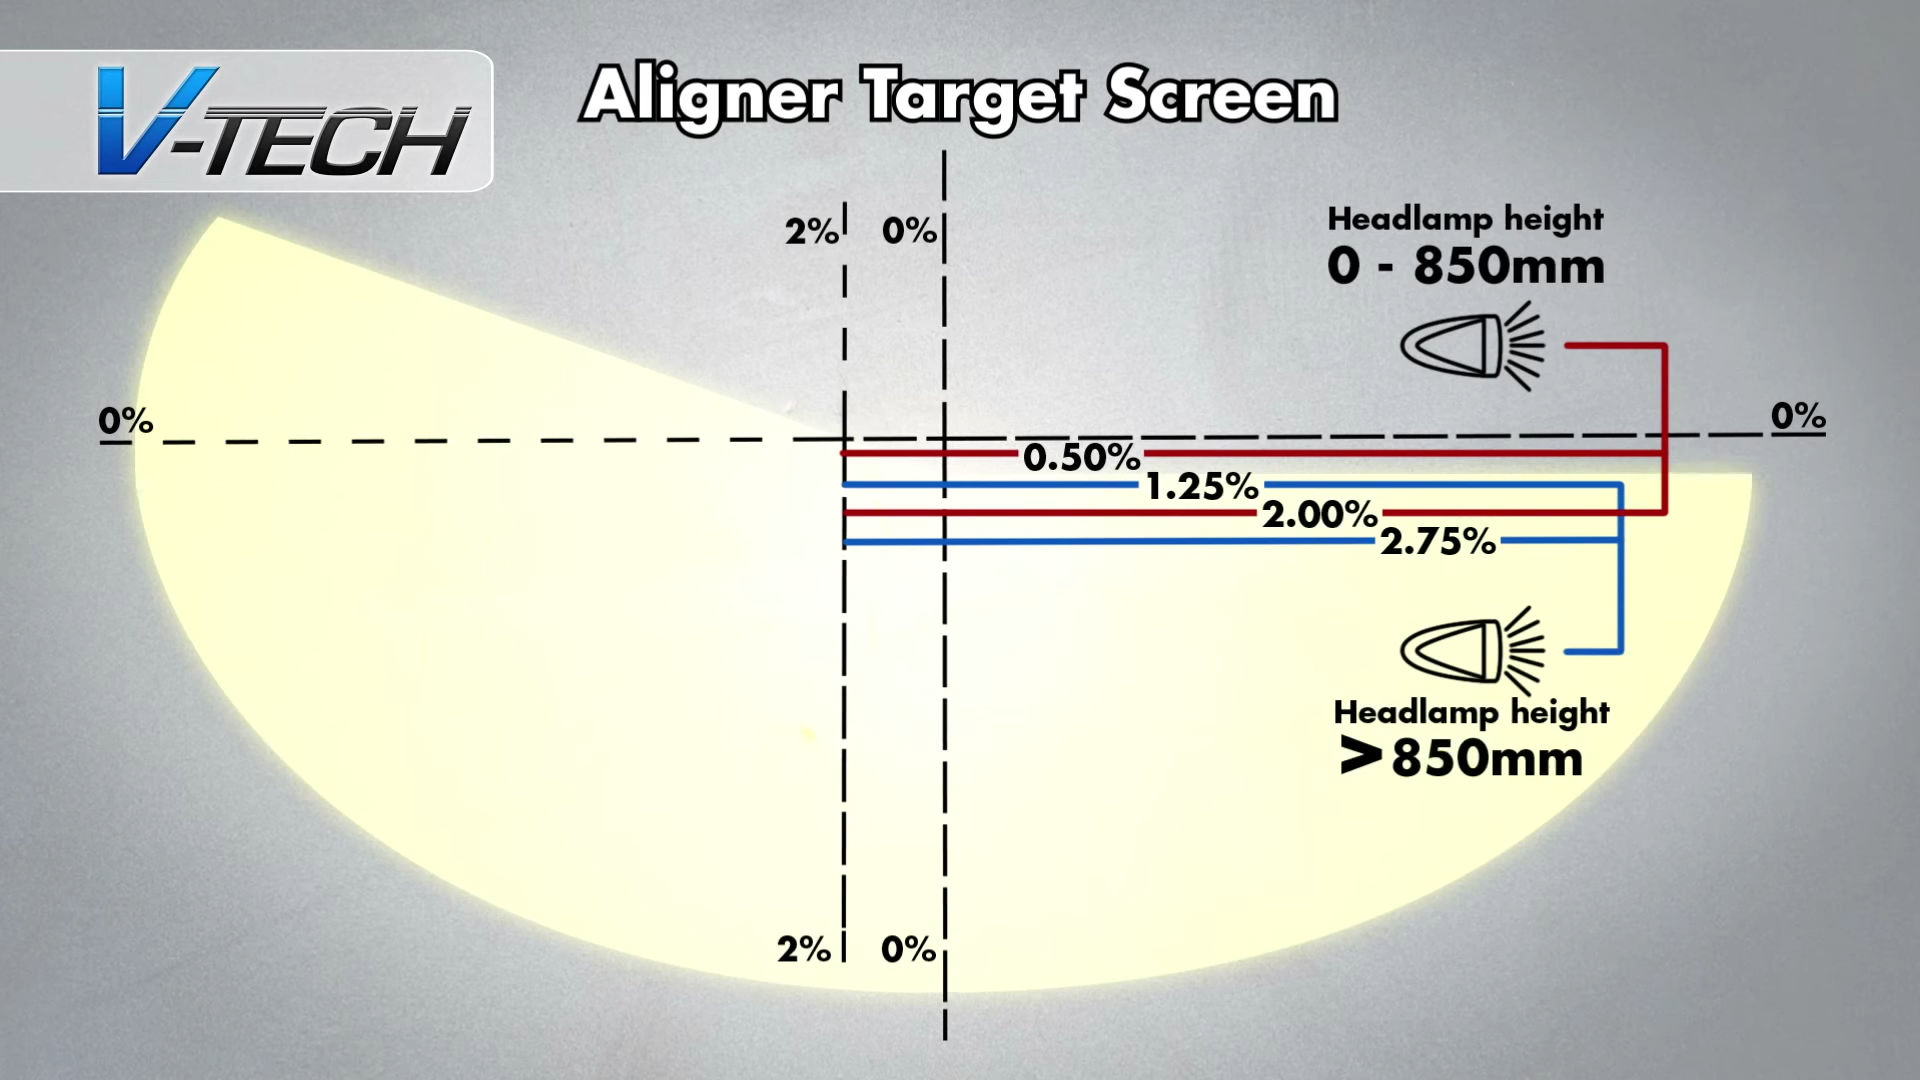 V-TECH
Aligner Target Screen
2% 0%
Headlamp height
0 - 850mm
0%
0%
0.50%
1.25%
2.00%
2.75%
Headlamp height
>850mm
2% 0%